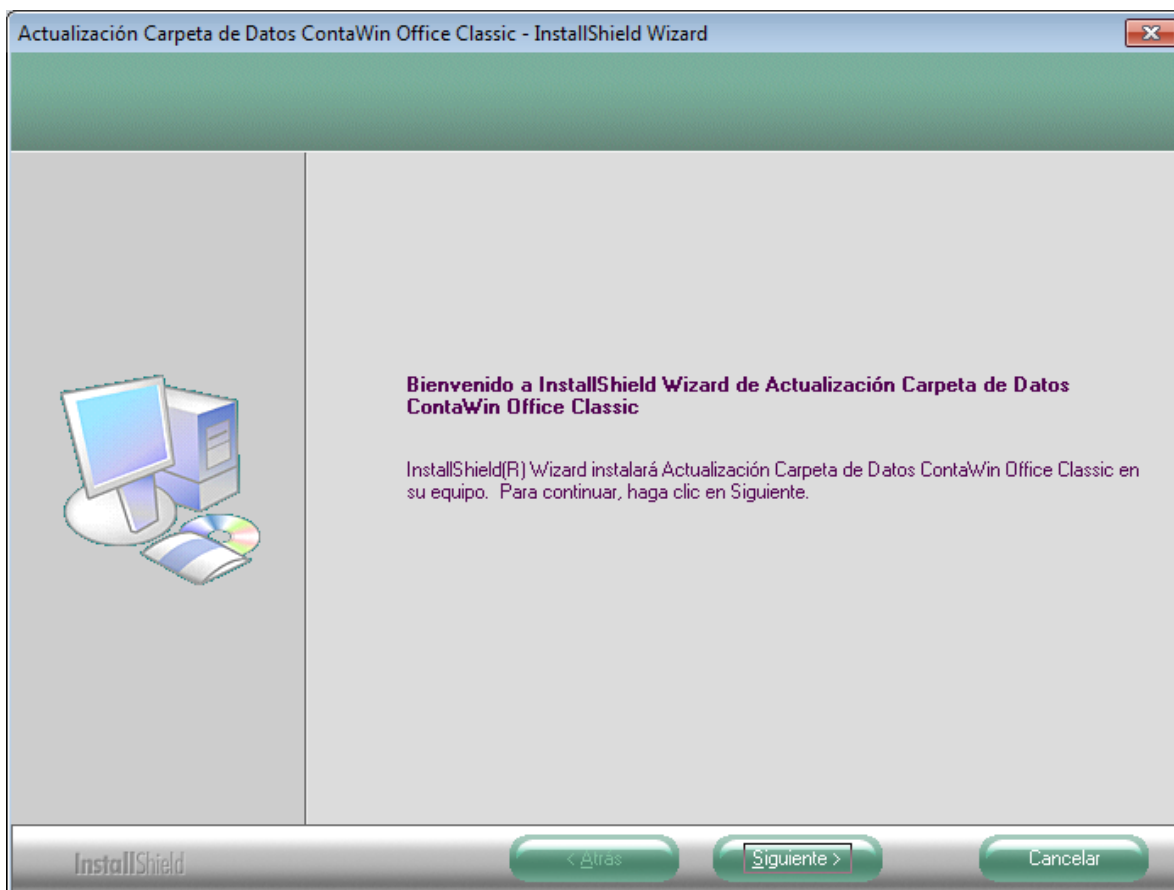 Actualización Carpeta de Datos ContaWin Office Classic - InstallShield Wizard
Bienvenido a InstallShield Wizard de Actualización Carpeta de Datos
ContaWin Office Classic
InstallShield(R) Wizard instalará Actualización Carpeta de Datos ContaWin Office Classic en
su equipo.  Para continuar, haga clic en Siguiente.
InstallShield
< Atrás
Siguiente >
Cancelar